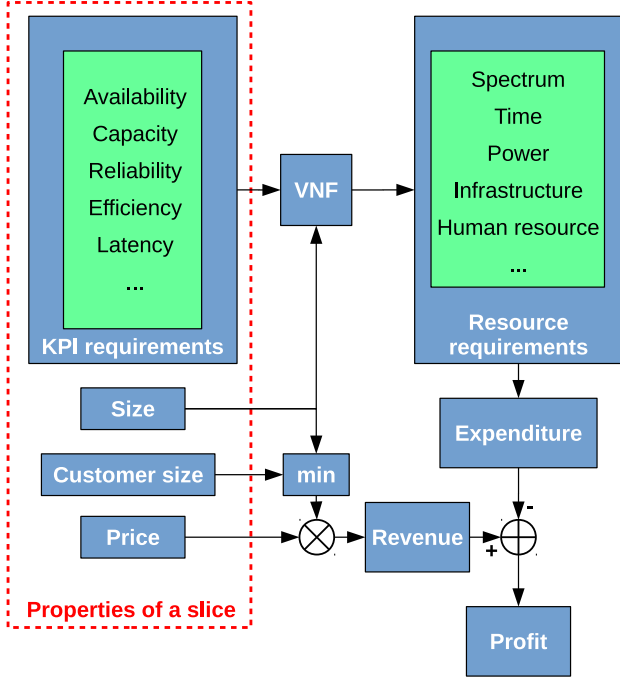 Availability
Capacity
Reliability
Efficiency
Latency
...
KPI requirements
VNF
Spectrum
Time
Power
Infrastructure
Human resource
...
Resource
requirements
Size
Expenditure
Customer size
min
-
Price
Revenue
+
Properties of a slice
Profit